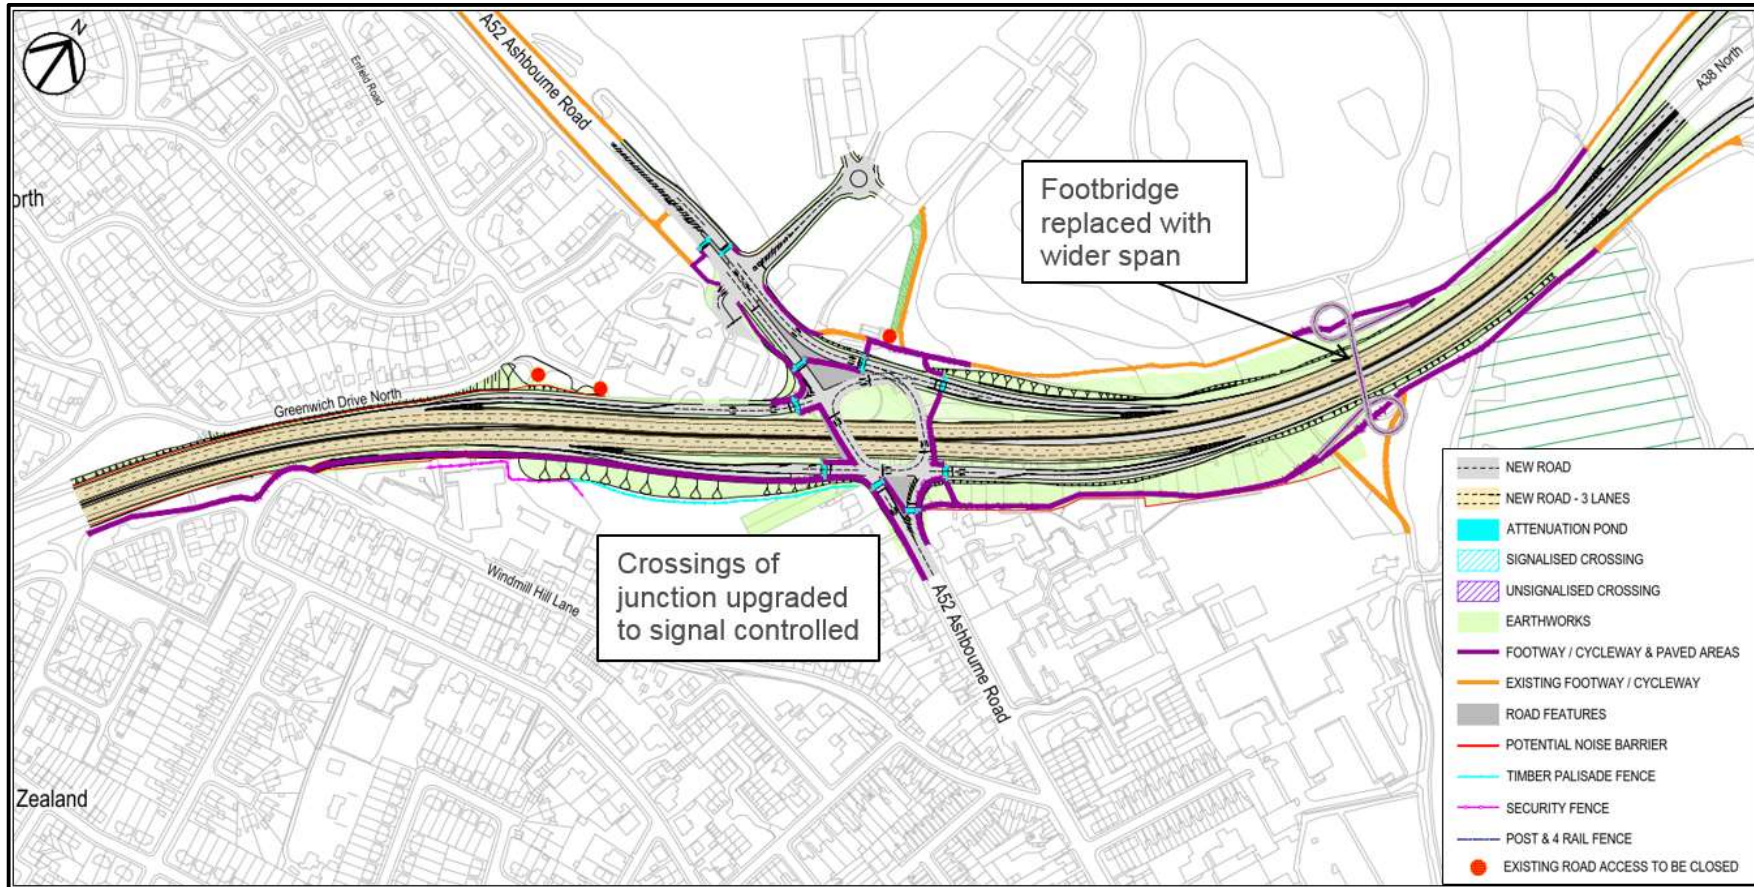 N
A52 Ashbourne Road
Enfield Road
A38 North
orth
Footbridge
replaced with
wider span
Greenwich Drive North
Crossings of
junction upgraded
to signal controlled
Windmill Hill Lane
A52 Ashbourne Road
Zealand
NEW ROAD
NEW ROAD - 3 LANES
ATTENUATION POND
SIGNALISED CROSSING
UNSIGNALISED CROSSING
EARTHWORKS
FOOTWAY / CYCLEWAY & PAVED AREAS
EXISTING FOOTWAY / CYCLEWAY
ROAD FEATURES
POTENTIAL NOISE BARRIER
TIMBER PALISADE FENCE
SECURITY FENCE
POST & 4 RAIL FENCE
EXISTING ROAD ACCESS TO BE CLOSED